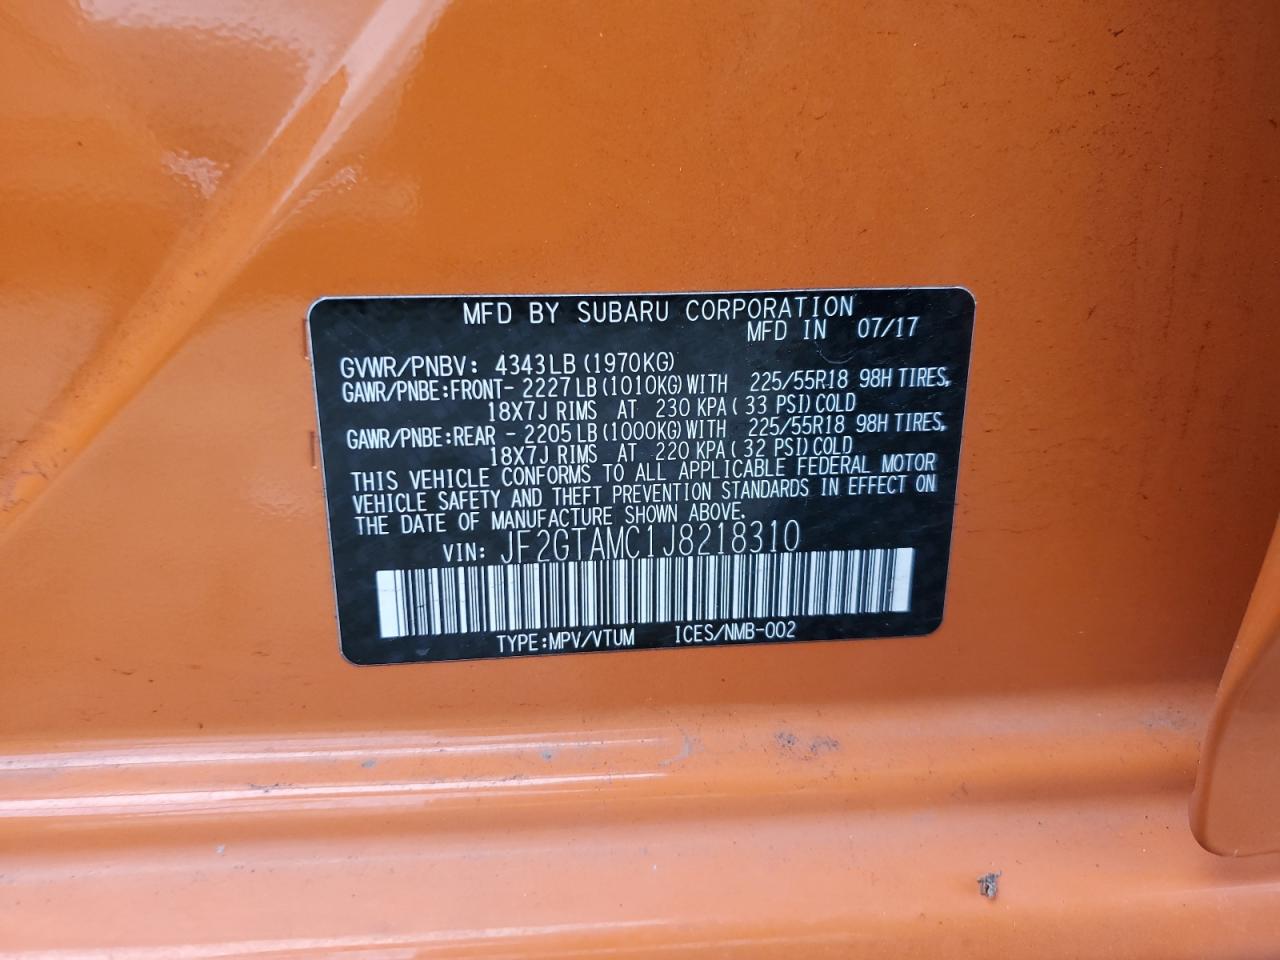 MFD BY SUBARU CORPORATION
MFD IN 07/17
GVWR/PNBV: 4343LB (1970KG)
GAWR/PNBE:FRONT- 2227LB (1010KG) WITH 225/55R18 98H TIRES,
18X7J RIMS AT 230 KPA ( 33 PSI) COLD
GAWR/PNBE:REAR - 2205LB (1000KG) WITH 225/55R18 98H TIRES,
18X7J RIMS AT 220 KPA ( 32 PSI) COLD
THIS VEHICLE CONFORMS TO ALL APPLICABLE FEDERAL MOTOR
VEHICLE SAFETY AND THEFT PREVENTION STANDARDS IN EFFECT ON
THE DATE OF MANUFACTURE SHOWN ABOVE.
VIN: JF2GTAMC1J8218310
TYPE:MPV/VTUM ICES/NMB-002